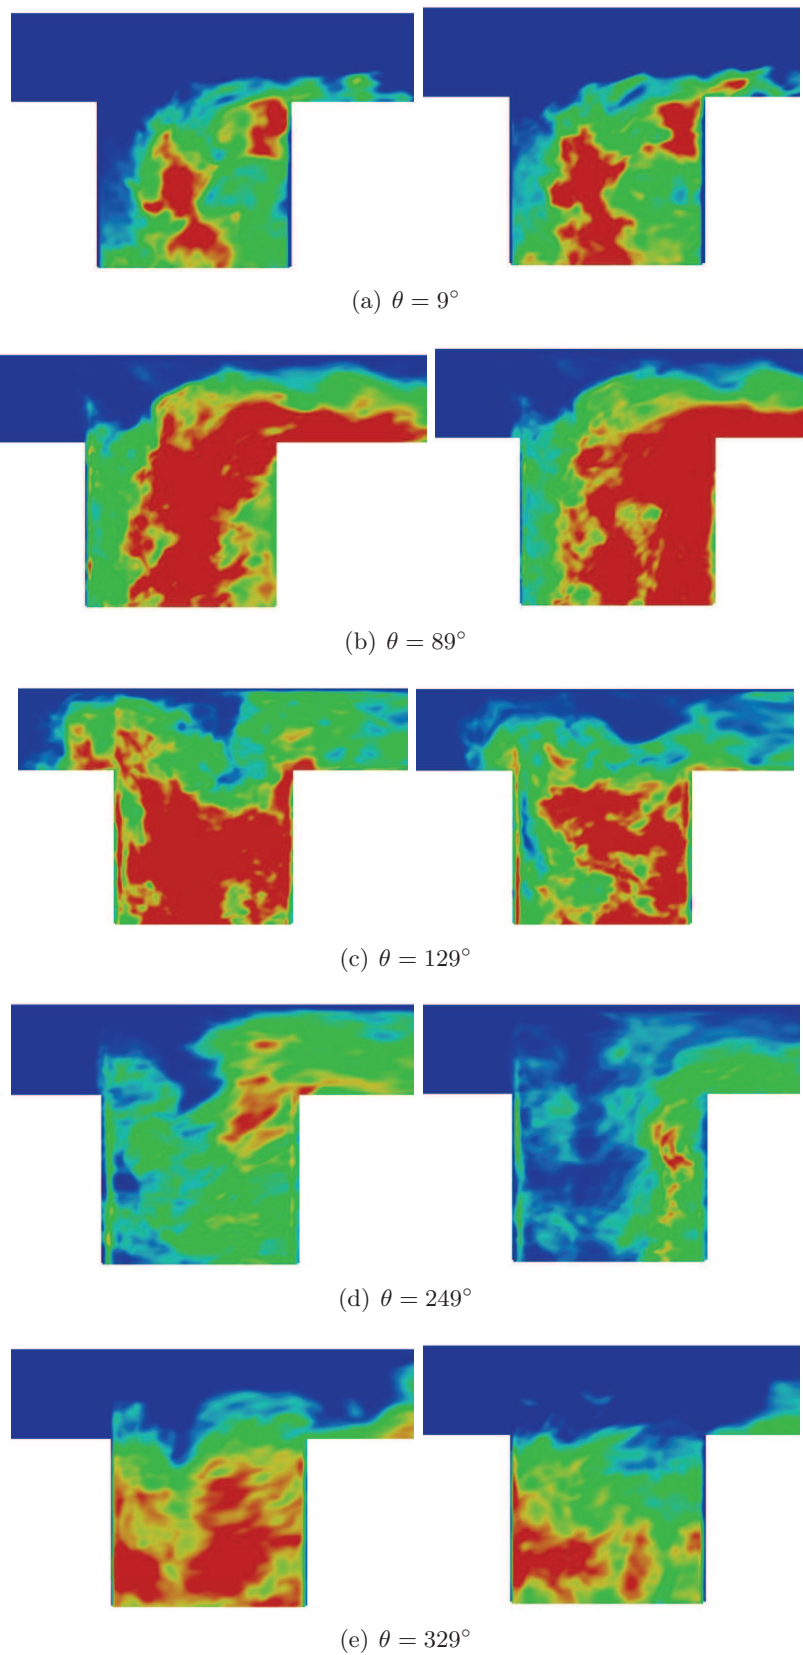 (a) θ = 9°
(b) θ = 89°
(c) θ = 129°
(d) θ = 249°
(e) θ = 329°